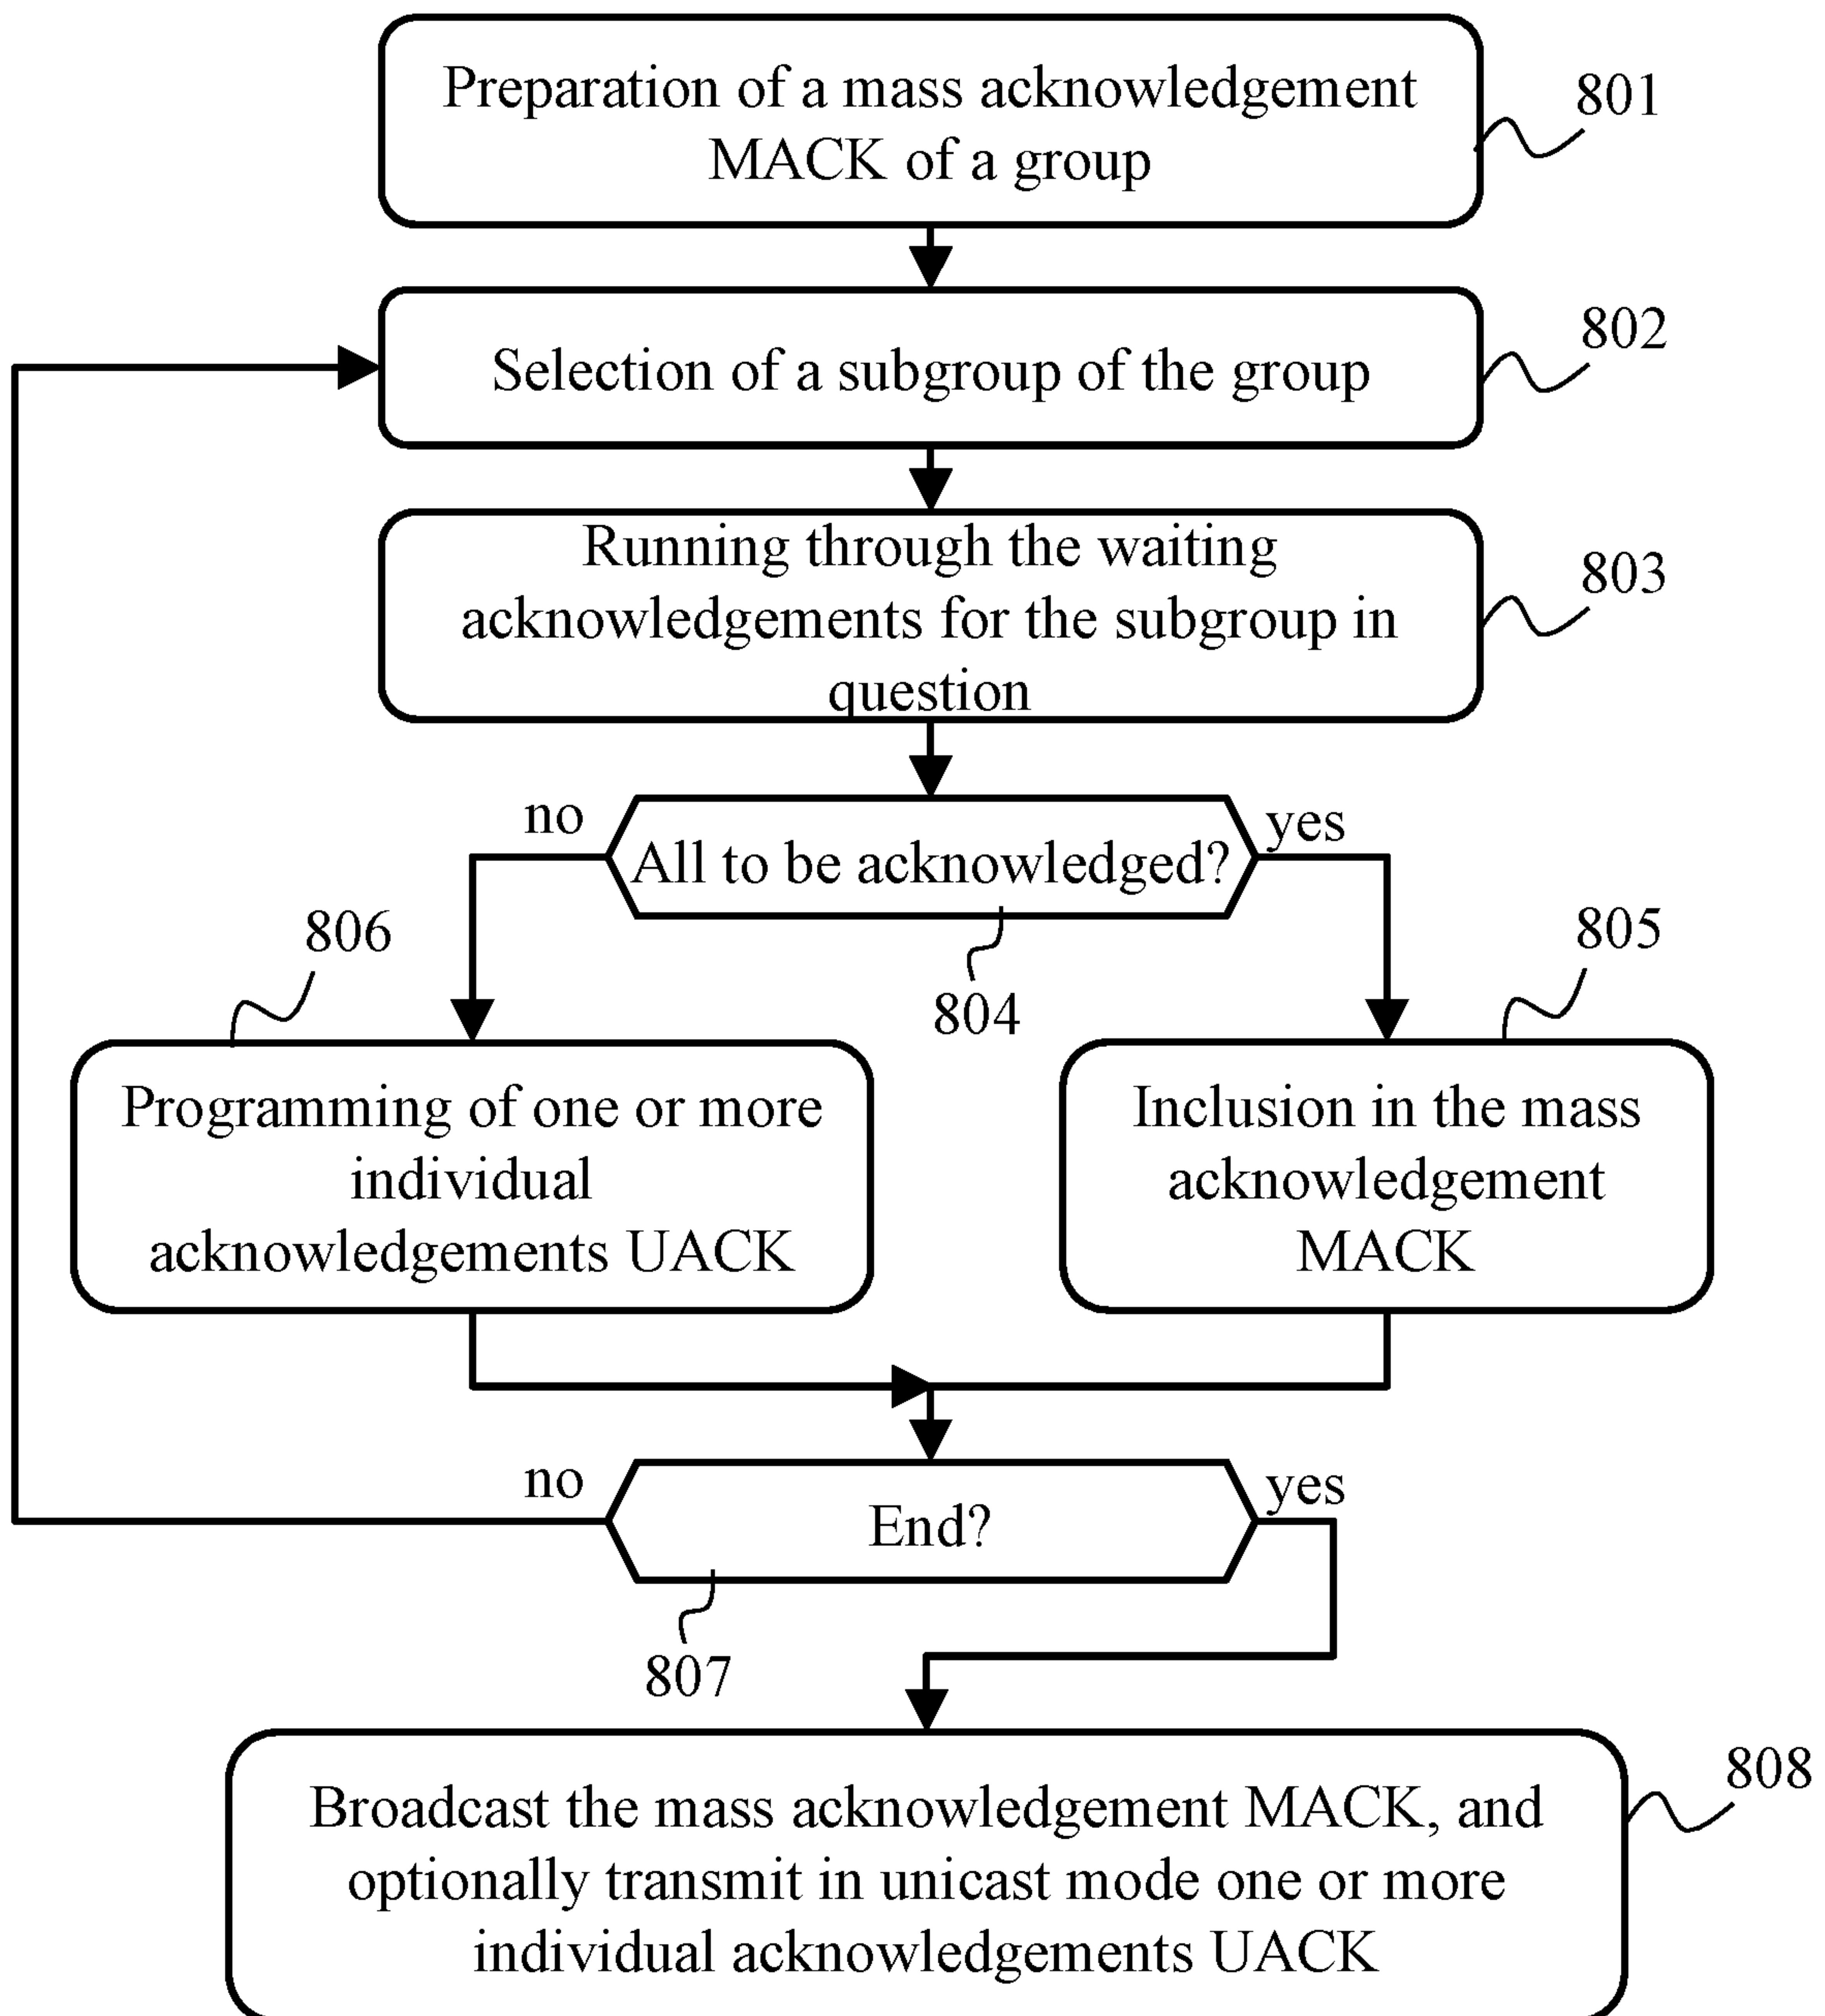 Preparation of a mass acknowledgement
MACK of a group
801
Selection of a subgroup of the group
802
Running through the waiting
acknowledgements for the subgroup in
question
803
no
yes
All to be acknowledged?
804
806
805
Programming of one or more
individual
acknowledgements UACK
Inclusion in the mass
acknowledgement
MACK
no
yes
End?
807
808
Broadcast the mass acknowledgement MACK, and
optionally transmit in unicast mode one or more
individual acknowledgements UACK